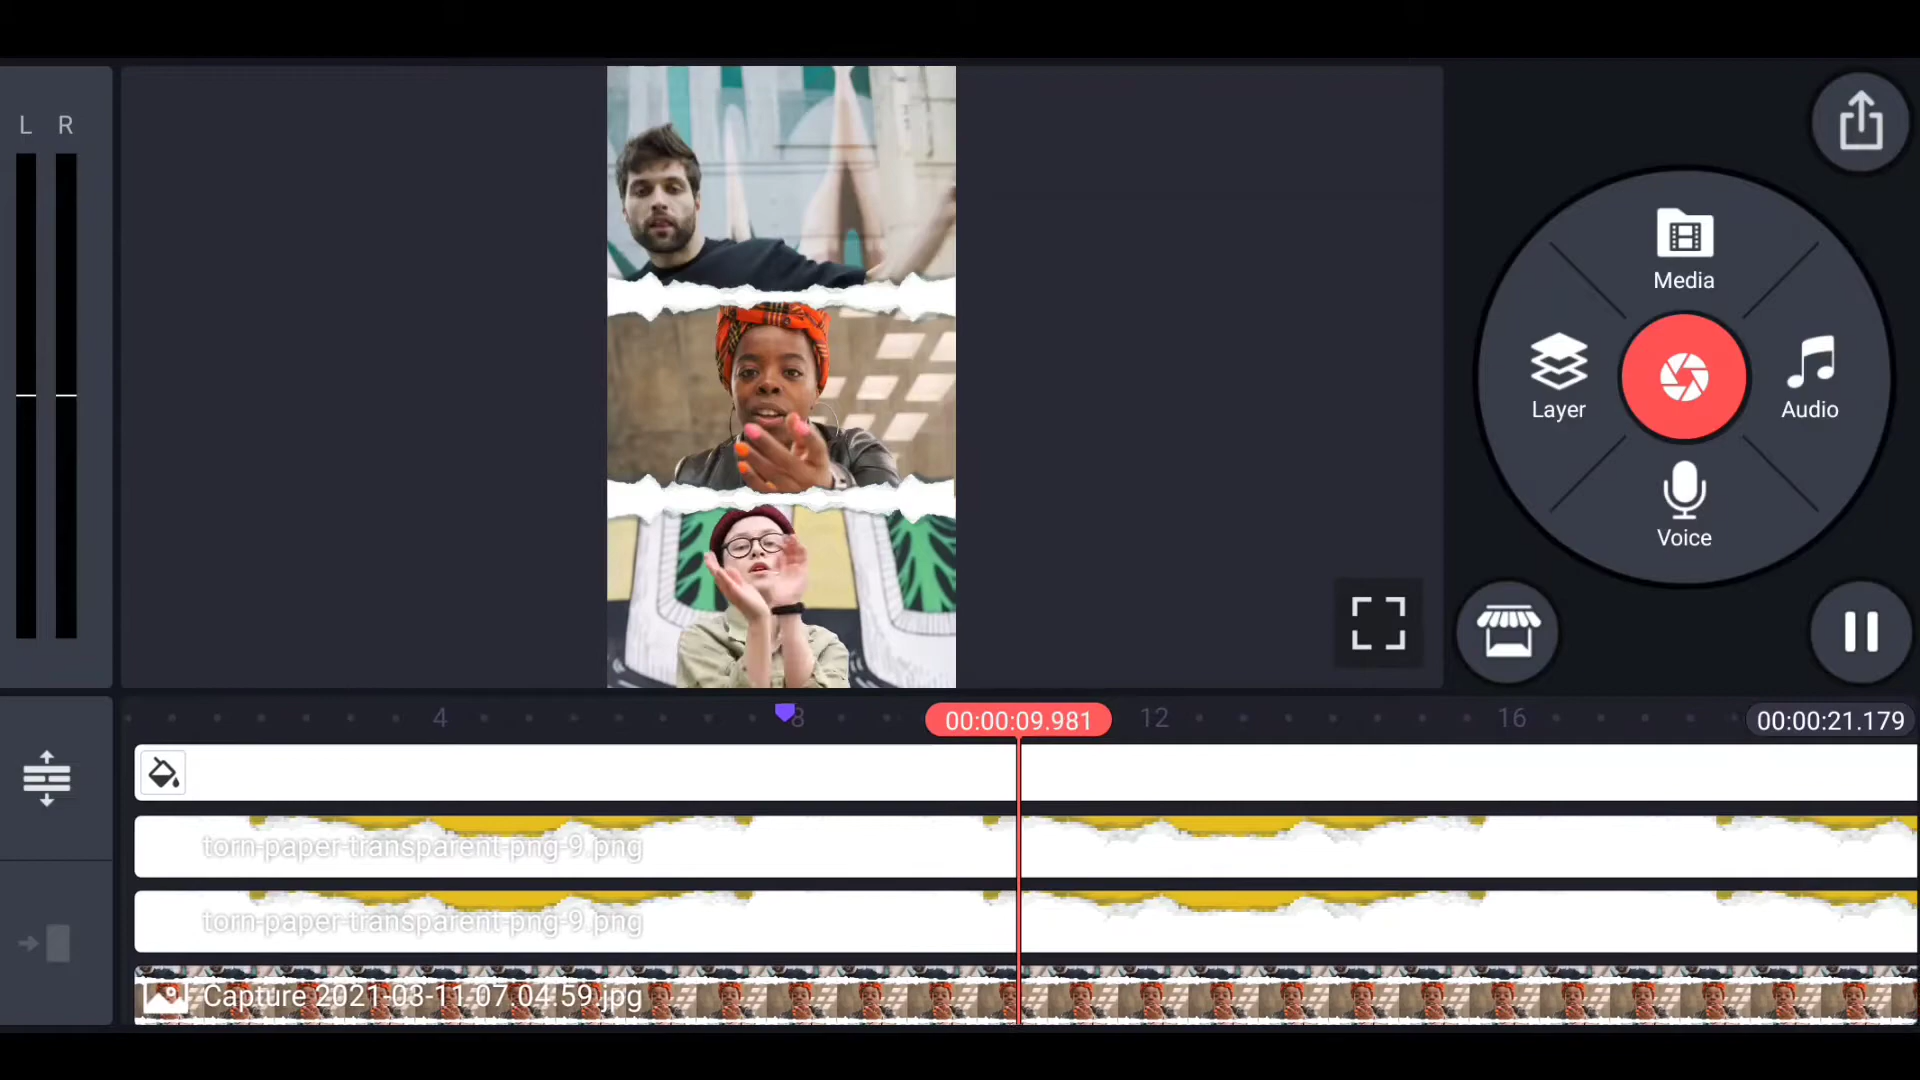 L R
Media
Layer
Audio
Voice
4
8
00:00:09.981
12
16
00:00:21.179
torn-paper-transparent-png-9.png
torn-paper-transparent-png-9.png
Capture 2021-03-11 07.04.59.jpg